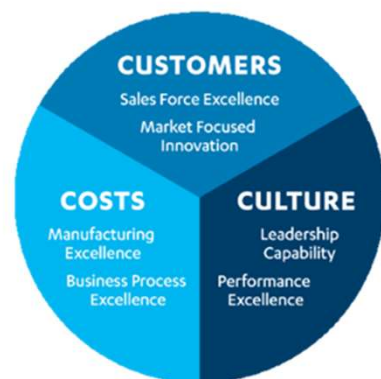 CUSTOMERS
Sales Force Excellence
Market Focused
Innovation
COSTS
Manufacturing
Excellence
Business Process
Excellence
CULTURE
Leadership
Capability
Performance
Excellence